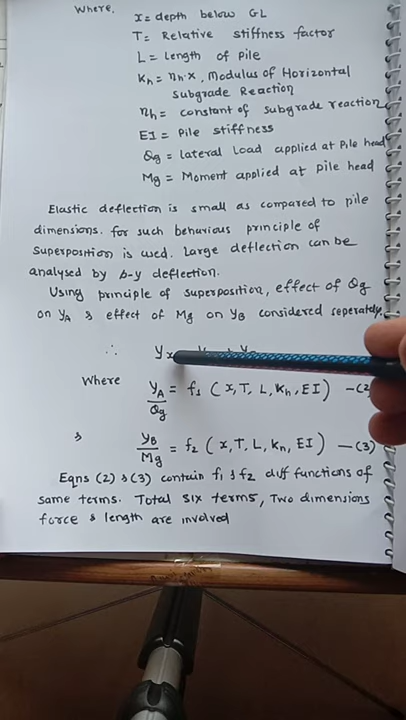 Where,
x = depth below GL
T = Relative stiffness factor
L = Length of pile
Kh = ηh·x, Modulus of Horizontal
Subgrade Reaction
ηh = constant of subgrade reaction
EI = Pile stiffness
Qg = Lateral Load applied at Pile head
Mg = Moment applied at pile head
Elastic deflection is small as compared to pile
dimensions. for such behavious principle of
Superposition is used. Large deflection can be
analysed by p-y deflection.
Using principle of superposition, effect of Qg
on yA & effect of Mg on yB considered seperately.
∴ yx
Where yA/Qg = f1 (x, T, L, Kh, EI) —(2
& yB/Mg = f2 (x, T, L, Kh, EI) —(3)
Eqns (2) & (3) contain f1 & f2 diff functions of
same terms. Total six terms, Two dimensions
force & length are involved